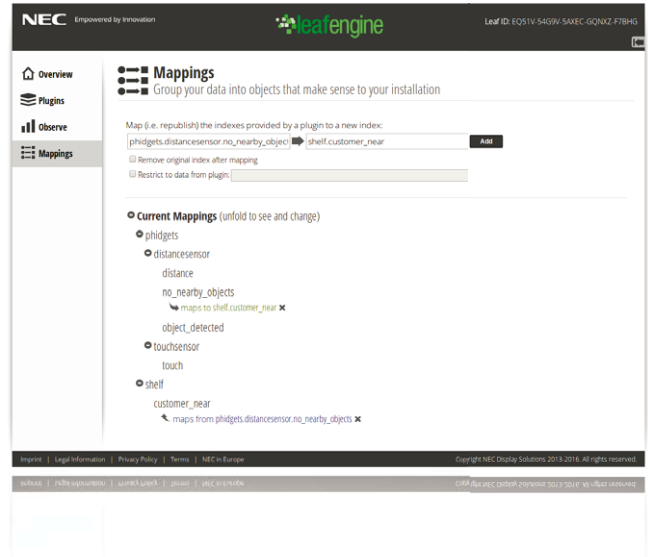 NEC Empowered by Innovation
leafengine
Leaf ID: EQ51V-54G9V-5AXEC-GQNXZ-F7BHG
Overview
Plugins
Observe
Mappings
Mappings
Group your data into objects that make sense to your installation
Map (i.e. republish) the indexes provided by a plugin to a new index:
phidgets.distancesensor.no_nearby_object shelf.customer_near Add
Remove original index after mapping
Restrict to data from plugin:
Current Mappings (unfold to see and change)
phidgets
distancesensor
distance
no_nearby_objects
maps to shelf.customer_near
object_detected
touchsensor
touch
shelf
customer_near
maps from phidgets.distancesensor.no_nearby_objects
Imprint | Legal Information | Privacy Policy | Terms | NEC in Europe
Copyright NEC Display Solutions 2013-2016. All rights reserved.